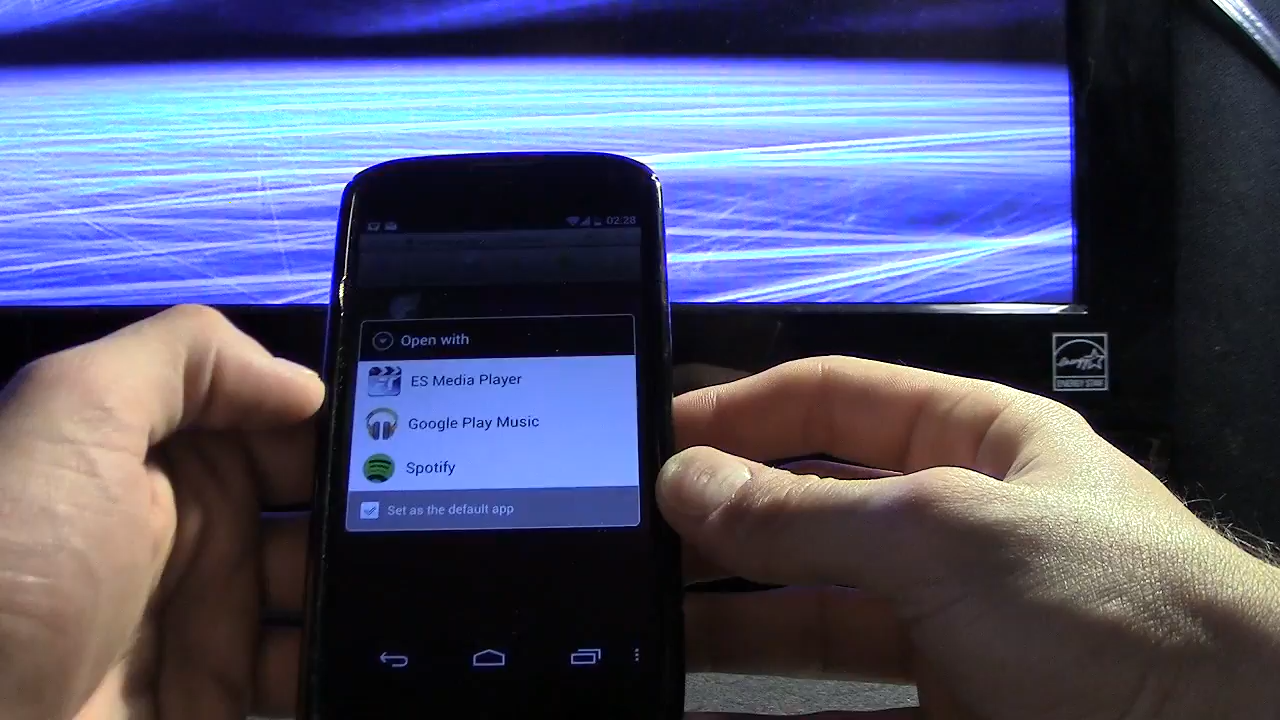 02:28
Open with
ES Media Player
Google Play Music
Spotify
Set as the default app
ENERGY STAR